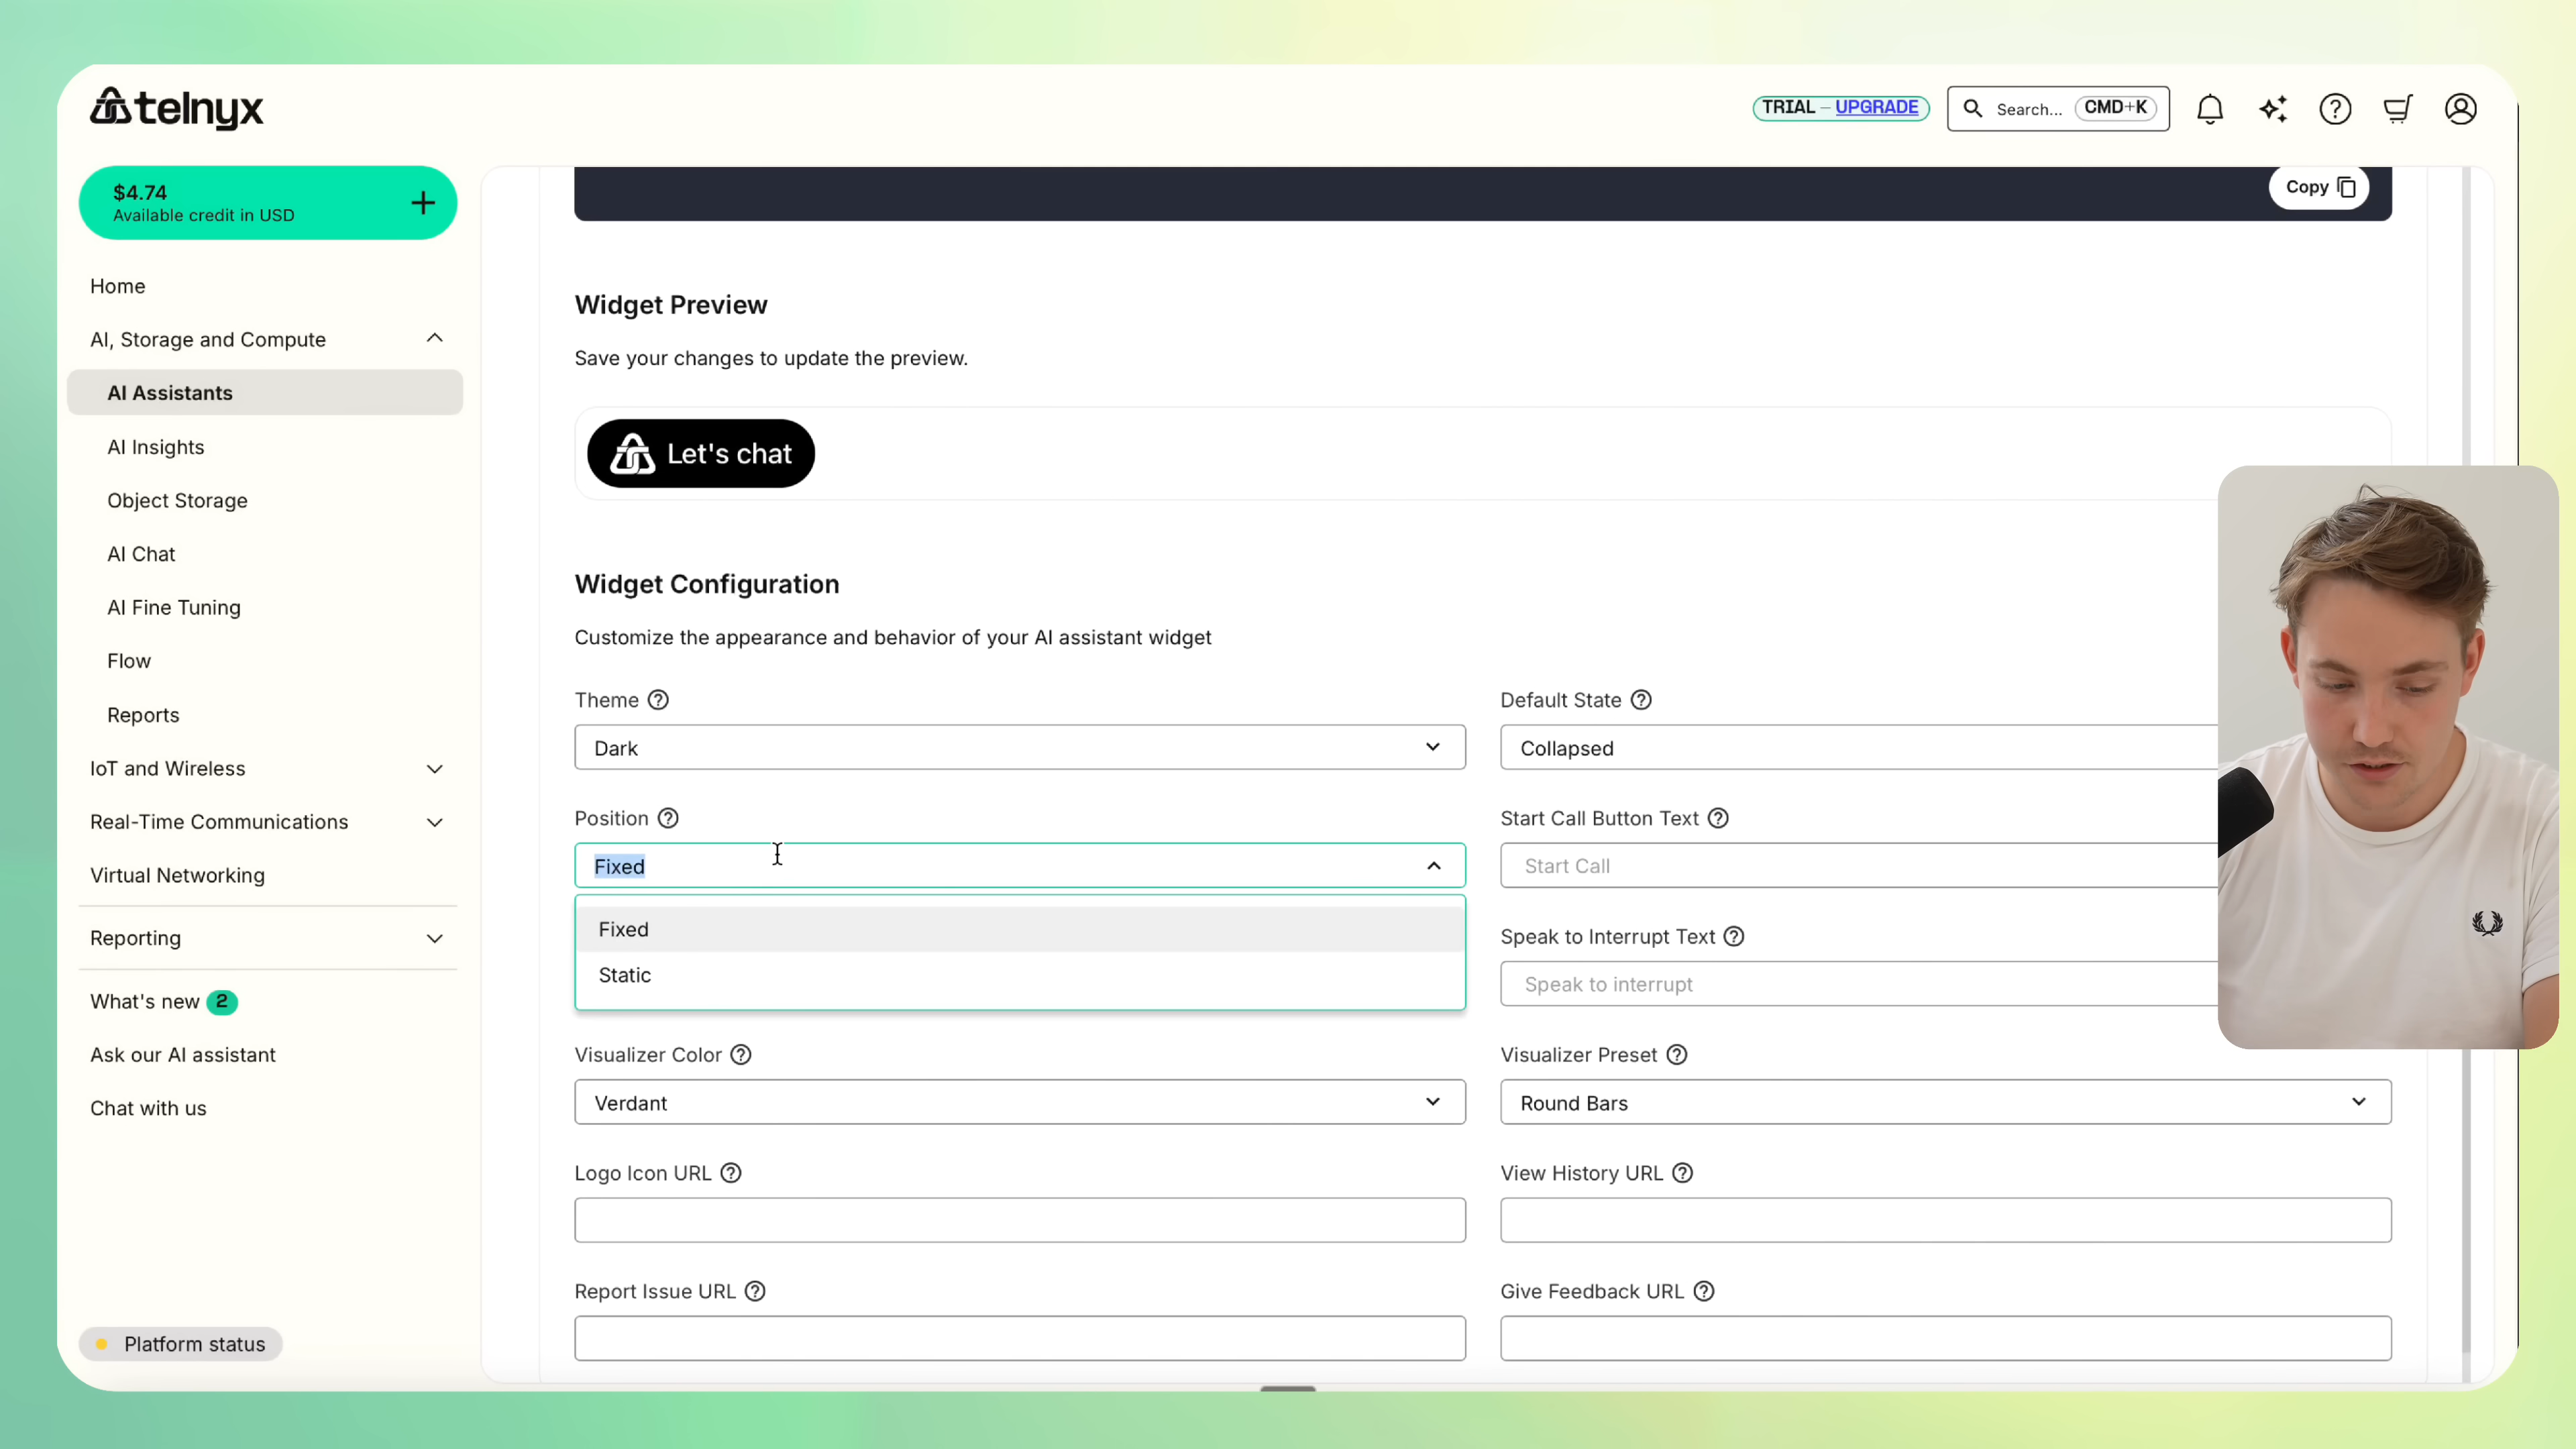 telnyx
TRIAL – UPGRADE
Search... CMD+K
$4.74
Available credit in USD
Home
AI, Storage and Compute
AI Assistants
AI Insights
Object Storage
AI Chat
AI Fine Tuning
Flow
Reports
IoT and Wireless
Real-Time Communications
Virtual Networking
Reporting
What's new 2
Ask our AI assistant
Chat with us
Platform status
Copy
Widget Preview
Save your changes to update the preview.
Let's chat
Widget Configuration
Customize the appearance and behavior of your AI assistant widget
Theme
Dark
Default State
Collapsed
Position
Fixed
Fixed
Static
Start Call Button Text
Start Call
Speak to Interrupt Text
Speak to interrupt
Visualizer Color
Verdant
Visualizer Preset
Round Bars
Logo Icon URL
View History URL
Report Issue URL
Give Feedback URL